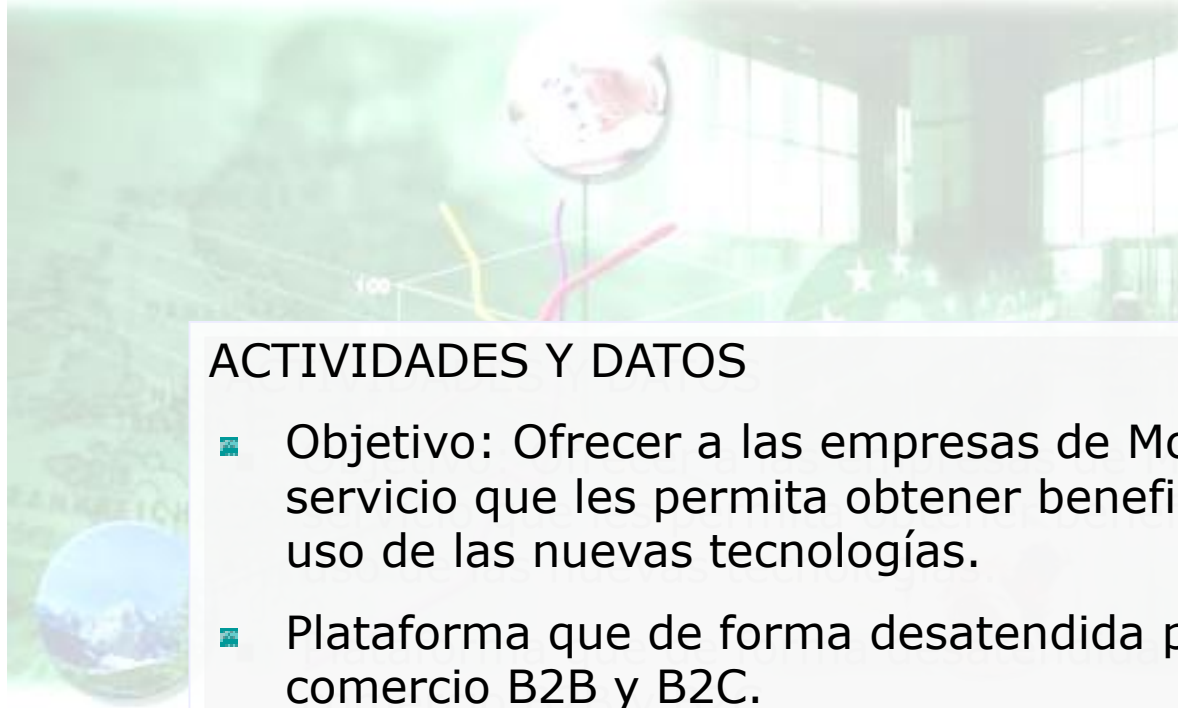 100
ACTIVIDADES Y DATOS
Objetivo: Ofrecer a las empresas de
servicio que les permita obtener
uso de las nuevas tecnologías.
Plataforma que de forma desatendida
comercio B2B y B2C.